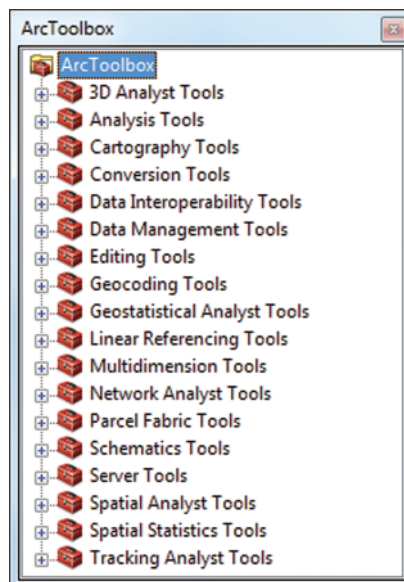 ArcToolbox
ArcToolbox
3D Analyst Tools
Analysis Tools
Cartography Tools
Conversion Tools
Data Interoperability Tools
Data Management Tools
Editing Tools
Geocoding Tools
Geostatistical Analyst Tools
Linear Referencing Tools
Multidimension Tools
Network Analyst Tools
Parcel Fabric Tools
Schematics Tools
Server Tools
Spatial Analyst Tools
Spatial Statistics Tools
Tracking Analyst Tools